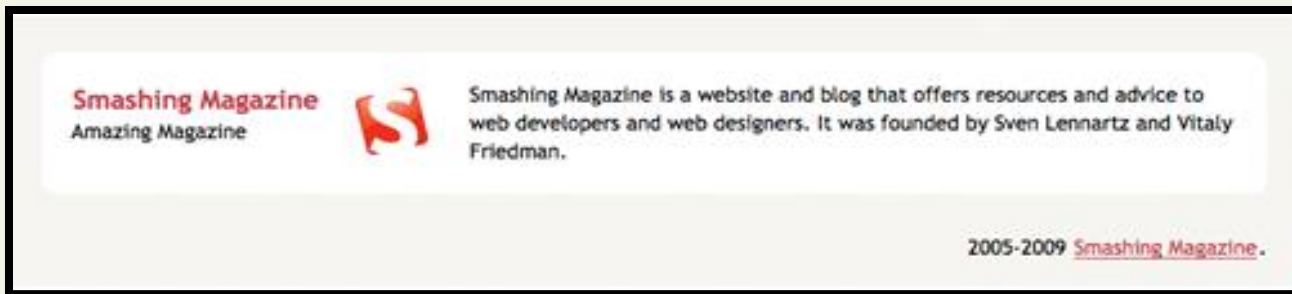 Smashing Magazine
Amazing Magazine
Smashing Magazine is a website and blog that offers resources and advice to
web developers and web designers. It was founded by Sven Lennartz and Vitaly
Friedman.
2005-2009 Smashing Magazine.